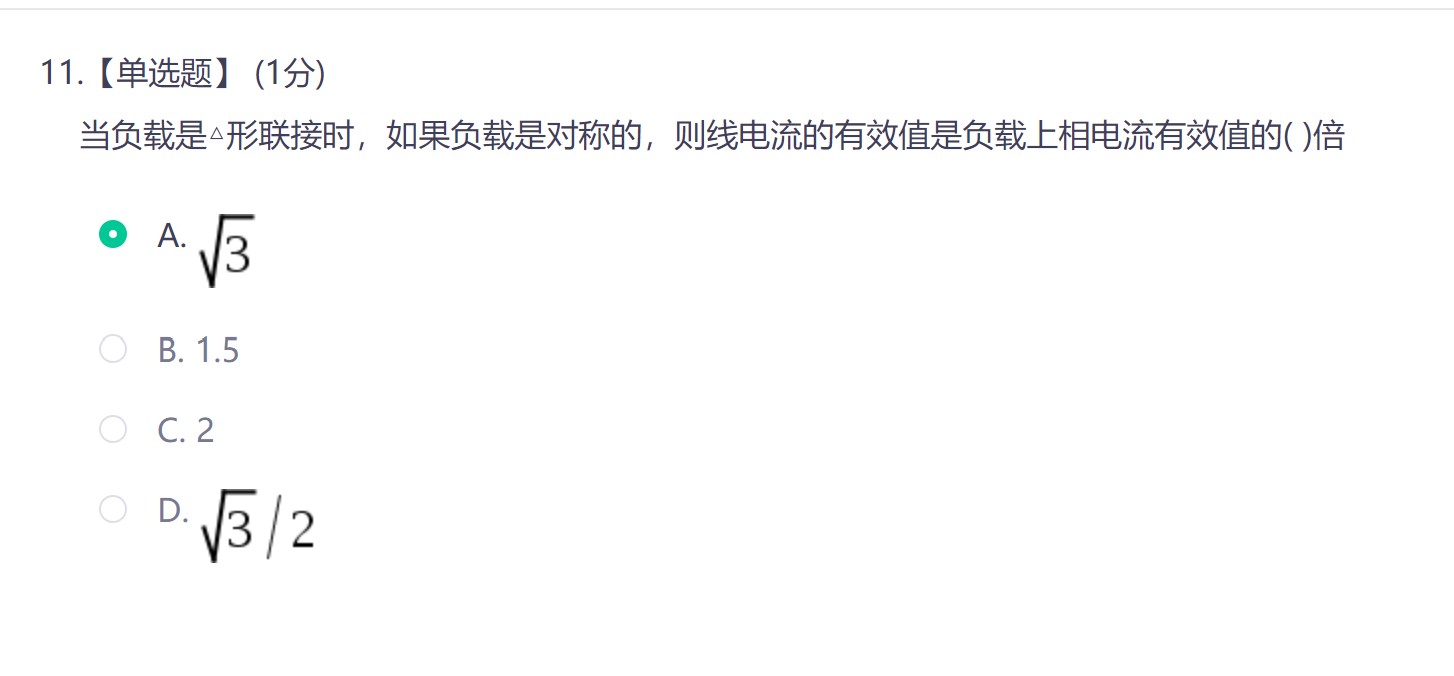 11.【单选题】 (1分)
当负载是△形联接时，如果负载是对称的，则线电流的有效值是负载上相电流有效值的( )倍
A. √3
B. 1.5
C. 2
D. √3/2